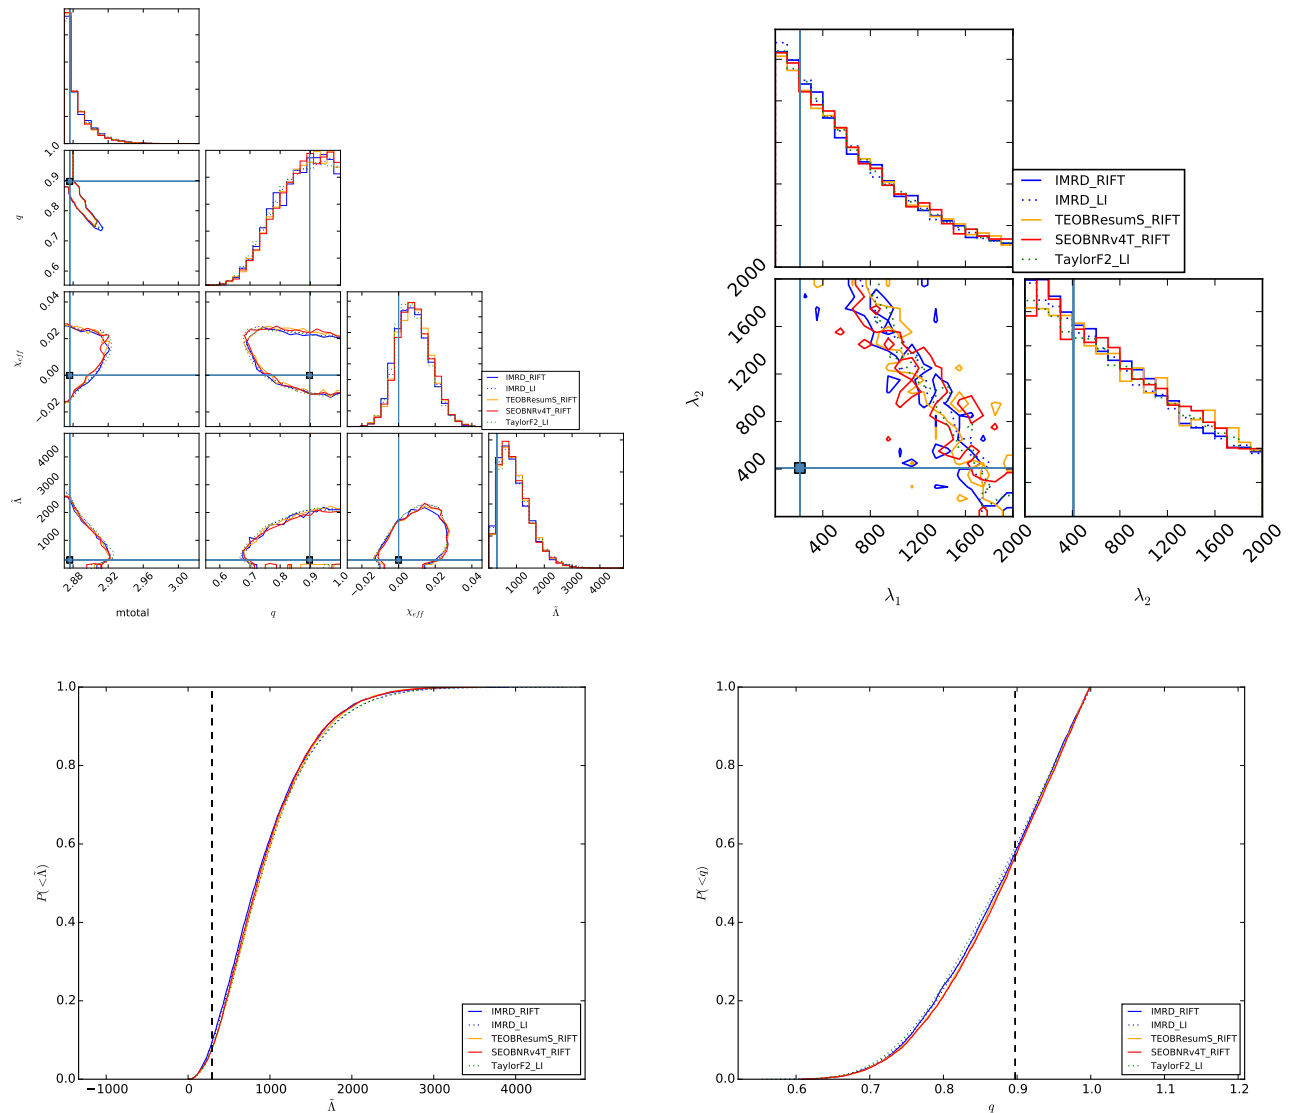 1.0
0.9
0.8
0.7
0.6
q
0.04
0.02
0.00
−0.02
χeff
4000
3000
2000
1000
Λ̃
2.88
2.92
2.96
3.00
mtotal
0.6
0.7
0.8
0.9
1.0
q
−0.02
0.00
0.02
0.04
χeff
1000
2000
3000
4000
Λ̃
IMRD_RIFT
IMRD_LI
TEOBResumS_RIFT
SEOBNRv4T_RIFT
TaylorF2_LI
IMRD_RIFT
IMRD_LI
TEOBResumS_RIFT
SEOBNRv4T_RIFT
TaylorF2_LI
2000
1600
1200
800
400
λ2
400
800
1200
1600
2000
λ1
400
800
1200
1600
2000
λ2
1.0
0.8
0.6
0.4
0.2
0.0
P(<Λ̃)
−1000
0
1000
2000
3000
4000
Λ̃
IMRD_RIFT
IMRD_LI
TEOBResumS_RIFT
SEOBNRv4T_RIFT
TaylorF2_LI
1.0
0.8
0.6
0.4
0.2
0.0
P(<q)
0.6
0.7
0.8
0.9
1.0
1.1
1.2
q
IMRD_RIFT
IMRD_LI
TEOBResumS_RIFT
SEOBNRv4T_RIFT
TaylorF2_LI